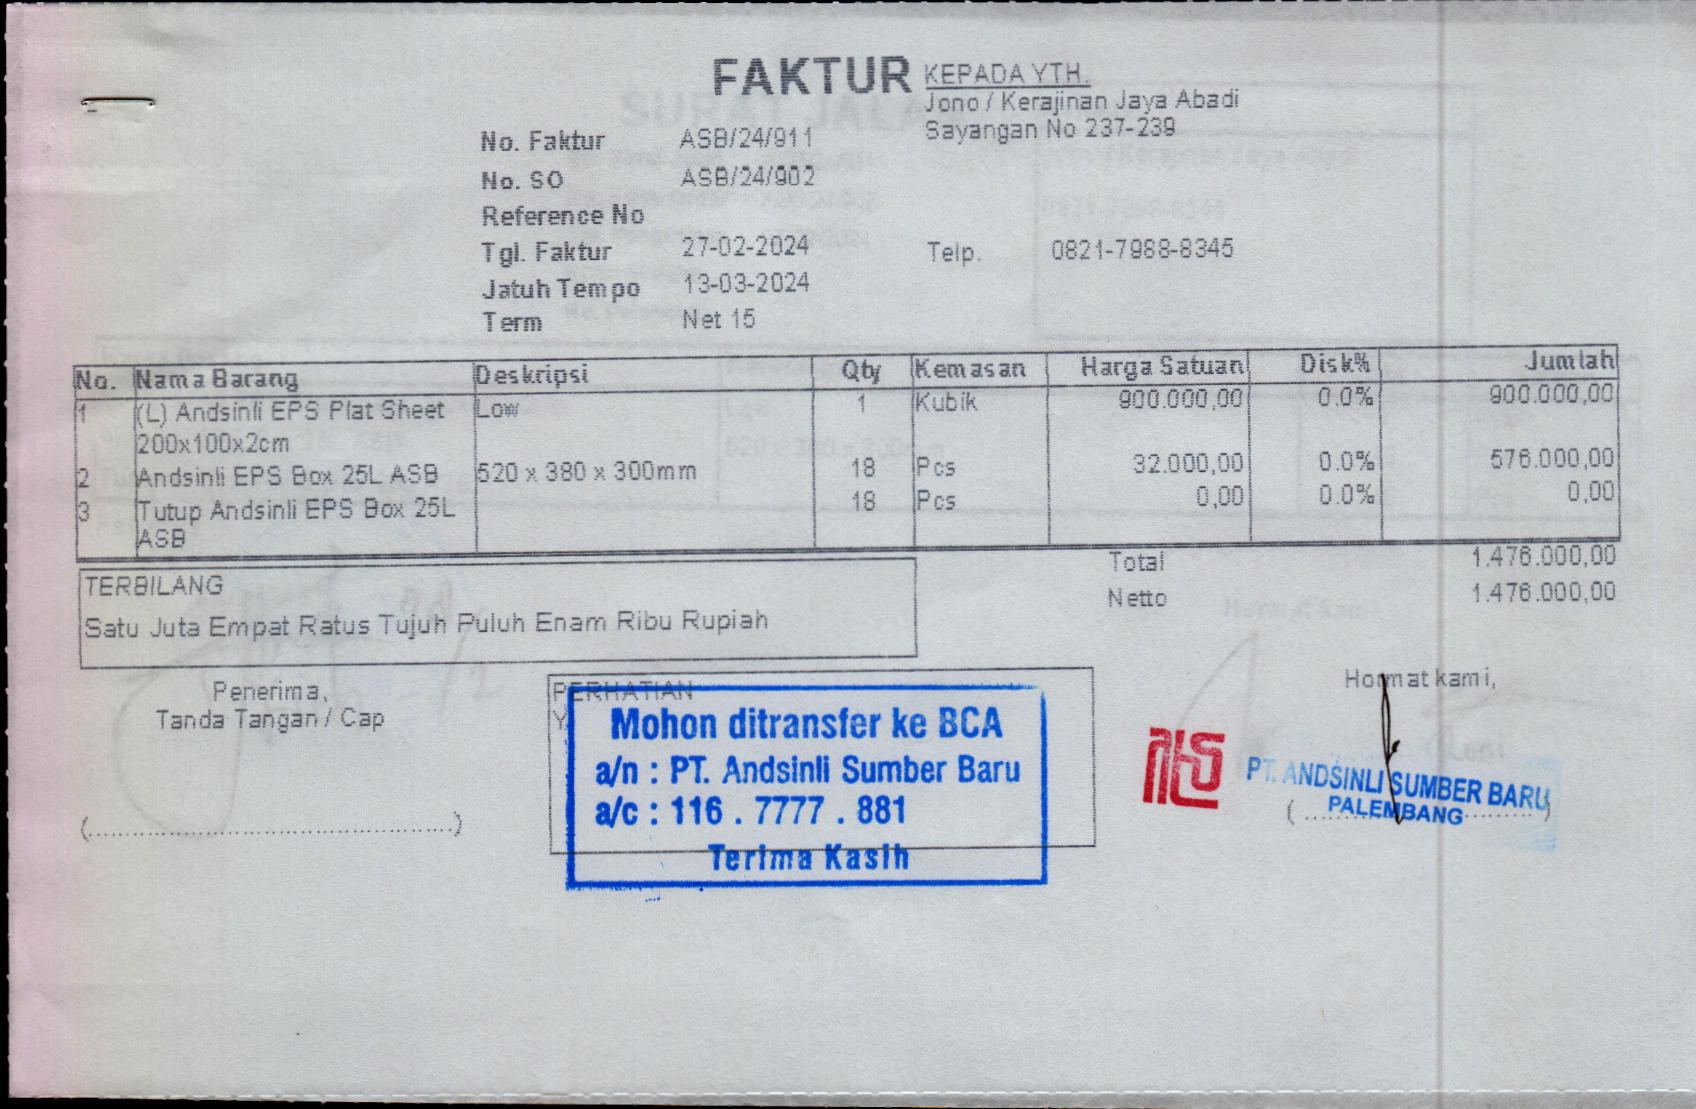 FAKTUR
KEPADA YTH.
Jono / Kerajinan Jaya Abadi
Sayangan No 237-239
No. Faktur ASB/24/911
No. SO ASB/24/902
Reference No
Tgl. Faktur 27-02-2024
Telp. 0821-7988-8345
Jatuh Tempo 13-03-2024
Term Net 15
No. Nama Barang Deskripsi Qty Kemasan Harga Satuan Disk% Jumlah
1 (L) Andsinli EPS Plat Sheet Low 1 Kubik 900.000,00 0.0% 900.000,00
200x100x2cm
2 Andsinli EPS Box 25L ASB 520 x 380 x 300mm 18 Pcs 32.000,00 0.0% 576.000,00
3 Tutup Andsinli EPS Box 25L 18 Pcs 0,00 0.0% 0,00
ASB
Total 1.476.000,00
Netto 1.476.000,00
TERBILANG
Satu Juta Empat Ratus Tujuh Puluh Enam Ribu Rupiah
Penerima,
Tanda Tangan / Cap
(...............................................)
PERHATIAN
Mohon ditransfer ke BCA
a/n : PT. Andsinli Sumber Baru
a/c : 116 . 7777 . 881
Terima Kasih
Hormat kami,
PT. ANDSINLI SUMBER BARU
PALEMBANG